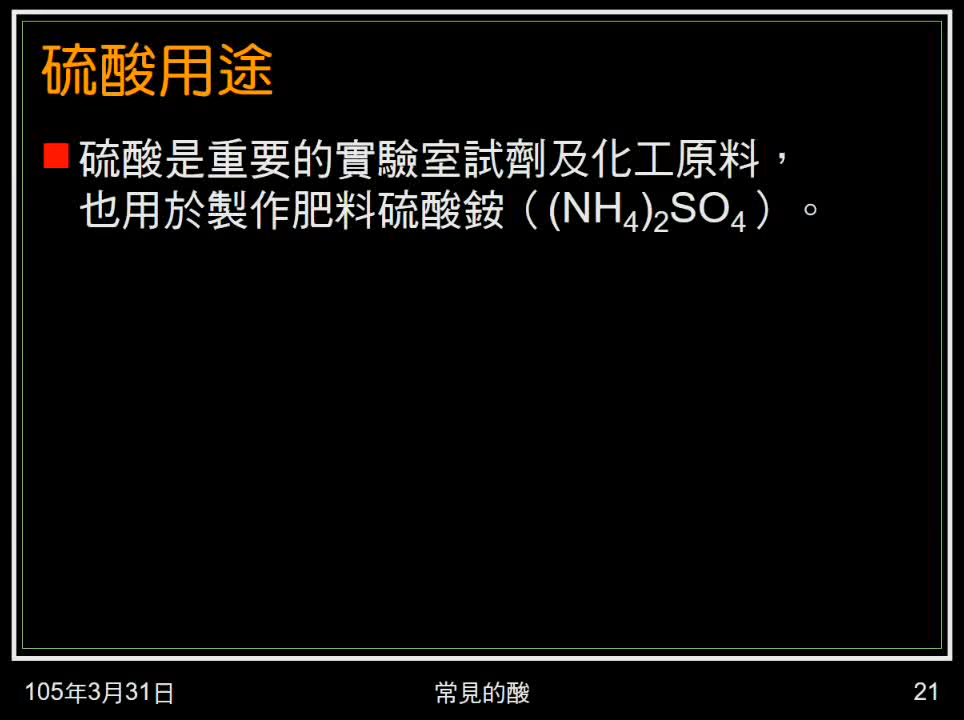 硫酸用途
硫酸是重要的實驗室試劑及化工原料，
也用於製作肥料硫酸銨（(NH₄)₂SO₄）。
105年3月31日
常見的酸
21